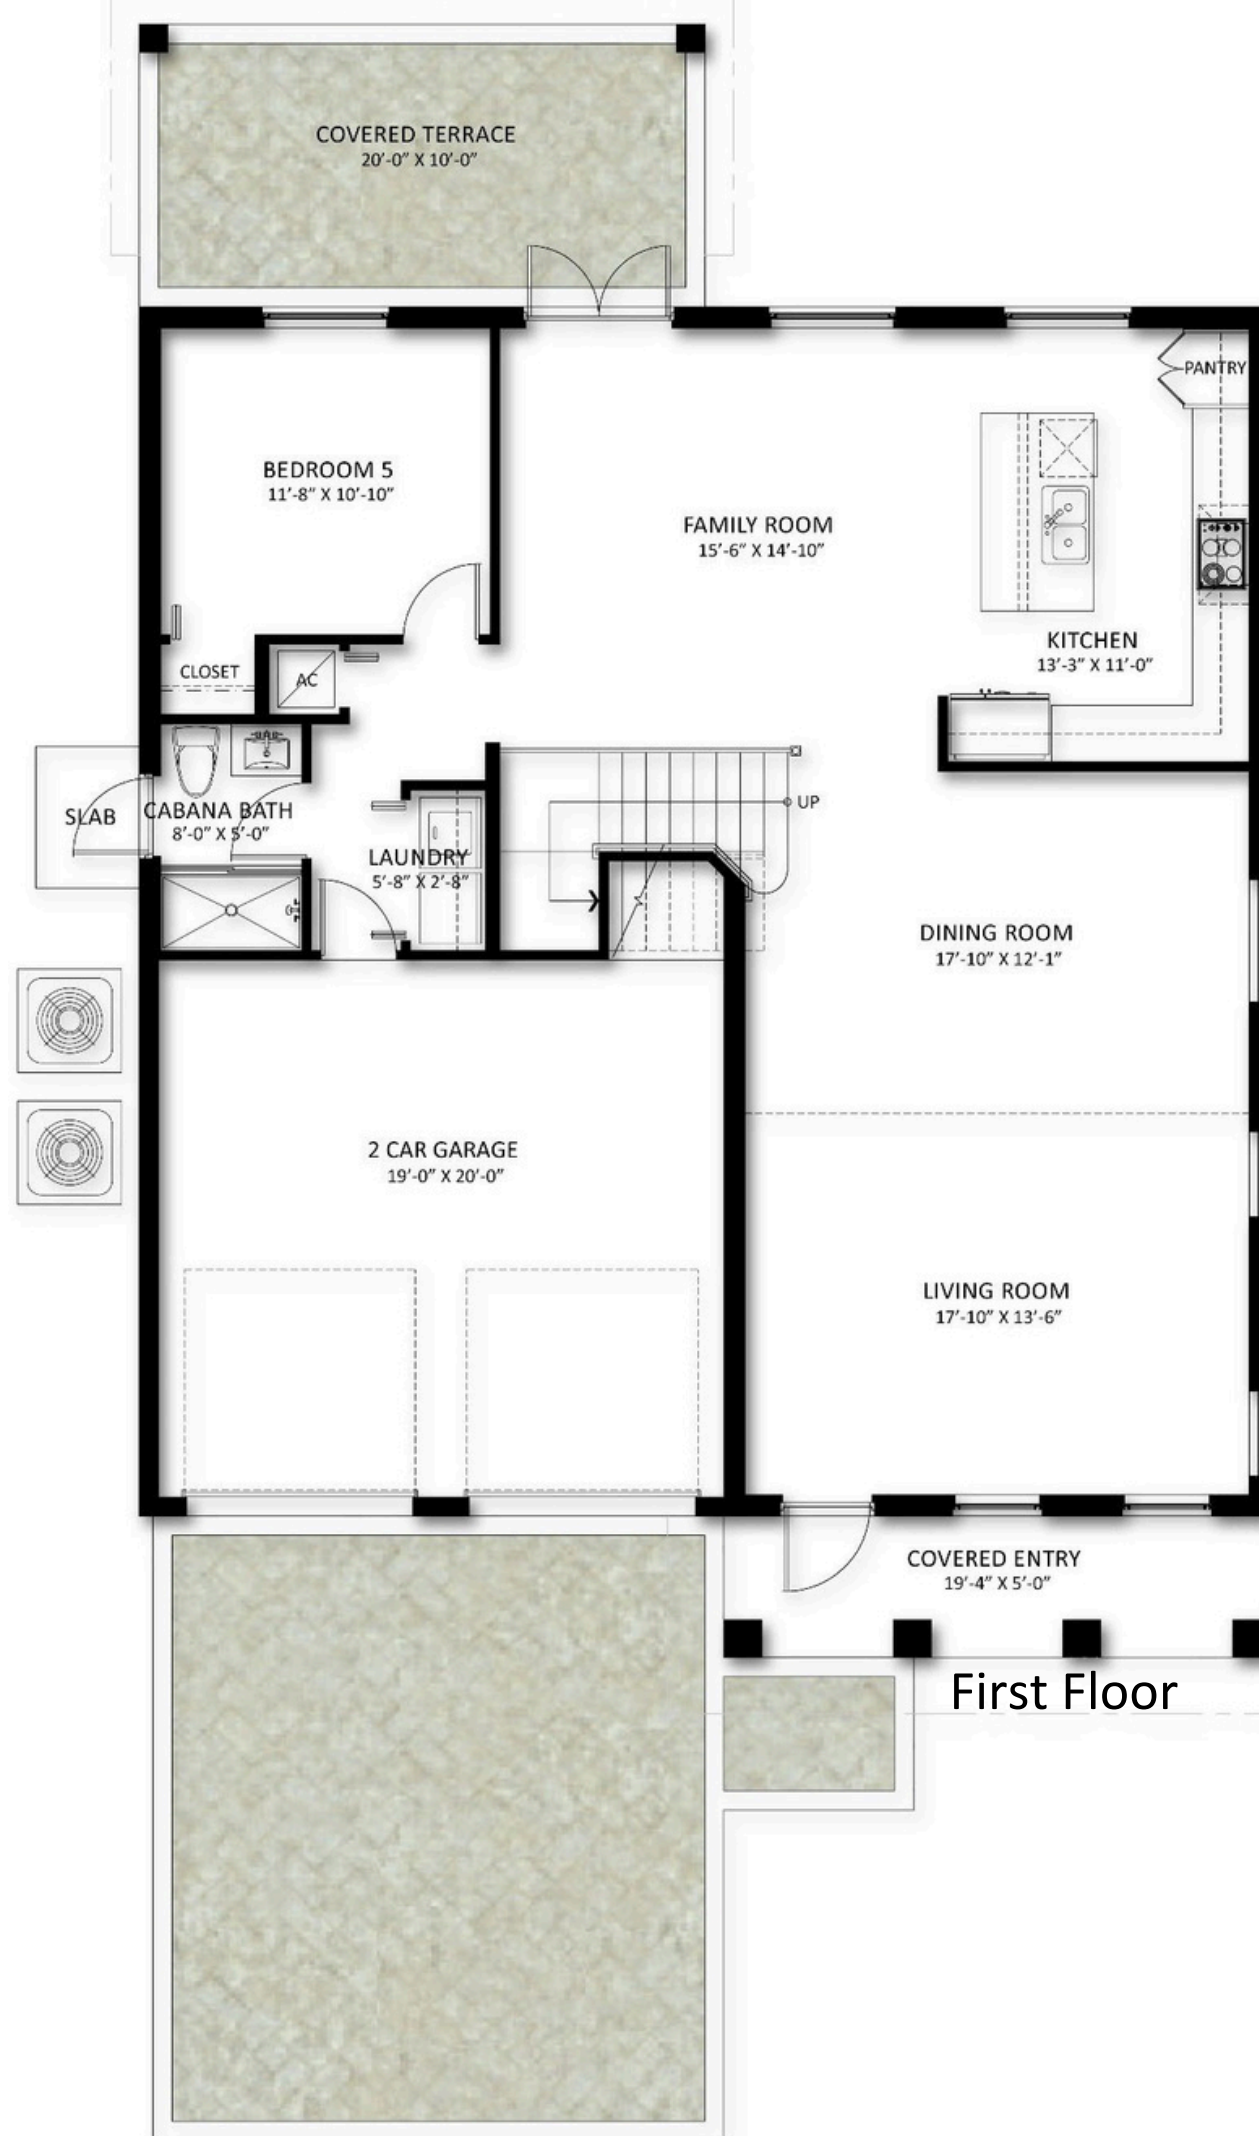 COVERED TERRACE
20'-0" X 10'-0"
PANTRY
BEDROOM 5
11'-8" X 10'-10"
FAMILY ROOM
15'-6" X 14'-10"
KITCHEN
13'-3" X 11'-0"
CLOSET
AC
SLAB
CABANA BATH
8'-0" X 5'-0"
UP
LAUNDRY
5'-8" X 2'-8"
DINING ROOM
17'-10" X 12'-1"
2 CAR GARAGE
19'-0" X 20'-0"
LIVING ROOM
17'-10" X 13'-6"
COVERED ENTRY
19'-4" X 5'-0"
First Floor